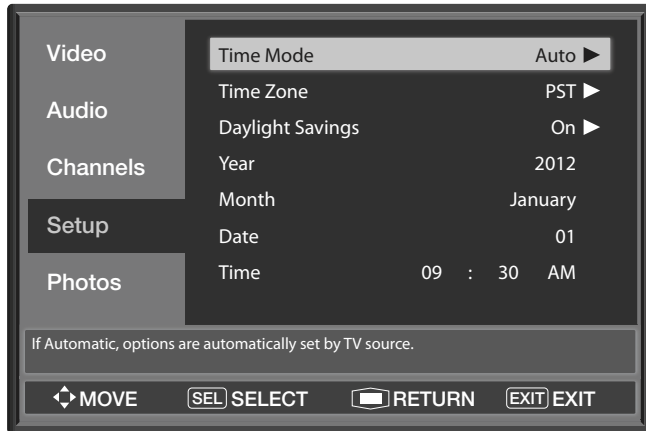 Video
Audio
Channels
Setup
Photos
Time Mode Auto
Time Zone PST
Daylight Savings On
Year 2012
Month January
Date 01
Time 09 : 30 AM
If Automatic, options are automatically set by TV source.
MOVE SEL SELECT RETURN EXIT EXIT